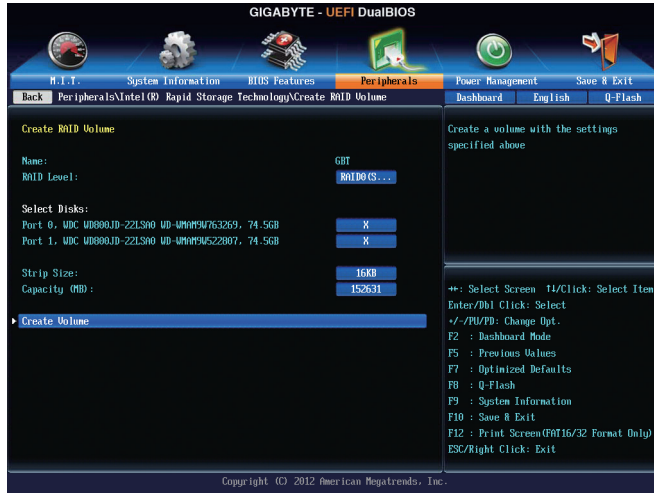 GIGABYTE - UEFI DualBIOS
M.I.T. System Information BIOS Features Peripherals Power Management Save & Exit
Back Peripherals\Intel(R) Rapid Storage Technology\Create RAID Volume Dashboard English Q-Flash
Create RAID Volume
Name: GBT
RAID Level: RAID0(S...
Select Disks:
Port 0, WDC WD800JD-22LSA0 WD-WMAM9W763269, 74.5GB X
Port 1, WDC WD800JD-22LSA0 WD-WMAM9W522807, 74.5GB X
Strip Size: 16KB
Capacity (MB): 152631
Create Volume
Create a volume with the settings
specified above
→←: Select Screen ↑↓/Click: Select Item
Enter/Dbl Click: Select
+/-/PU/PD: Change Opt.
F2 : Dashboard Mode
F5 : Previous Values
F7 : Optimized Defaults
F8 : Q-Flash
F9 : System Information
F10 : Save & Exit
F12 : Print Screen(FAT16/32 Format Only)
ESC/Right Click: Exit
Copyright (C) 2012 American Megatrends, Inc.